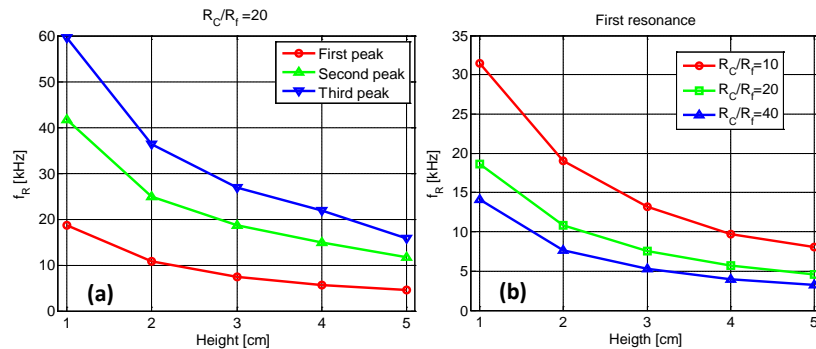 R_C/R_f =20
60
50
40
30
20
10
0
f_R [kHz]
First peak
Second peak
Third peak
(a)
1 2 3 4 5
Height [cm]
First resonance
35
30
25
20
15
10
5
0
f_R [kHz]
R_C/R_f=10
R_C/R_f=20
R_C/R_f=40
(b)
1 2 3 4 5
Heigth [cm]